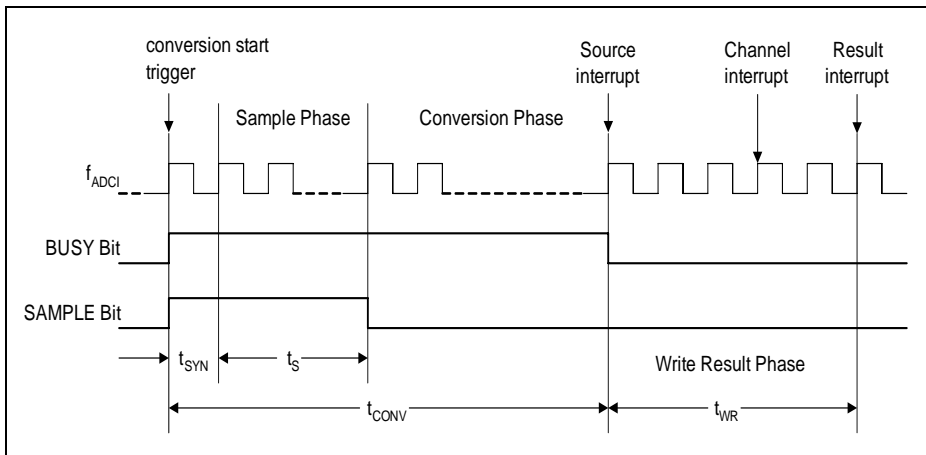 conversion start
trigger
Source
interrupt
Channel
interrupt
Result
interrupt
Sample Phase
Conversion Phase
fADCI
BUSY Bit
SAMPLE Bit
tSYN
tS
Write Result Phase
tCONV
tWR